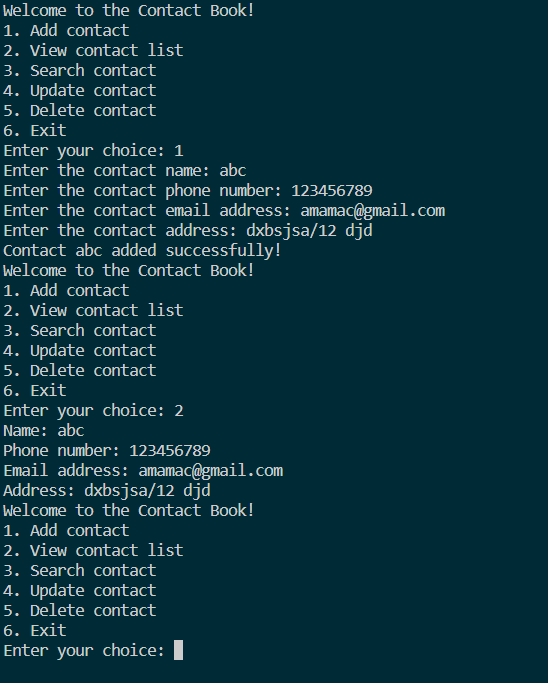 Welcome to the Contact Book!
1. Add contact
2. View contact list
3. Search contact
4. Update contact
5. Delete contact
6. Exit
Enter your choice: 1
Enter the contact name: abc
Enter the contact phone number: 123456789
Enter the contact email address: amamac@gmail.com
Enter the contact address: dxbsjsa/12 djd
Contact abc added successfully!
Welcome to the Contact Book!
1. Add contact
2. View contact list
3. Search contact
4. Update contact
5. Delete contact
6. Exit
Enter your choice: 2
Name: abc
Phone number: 123456789
Email address: amamac@gmail.com
Address: dxbsjsa/12 djd
Welcome to the Contact Book!
1. Add contact
2. View contact list
3. Search contact
4. Update contact
5. Delete contact
6. Exit
Enter your choice: